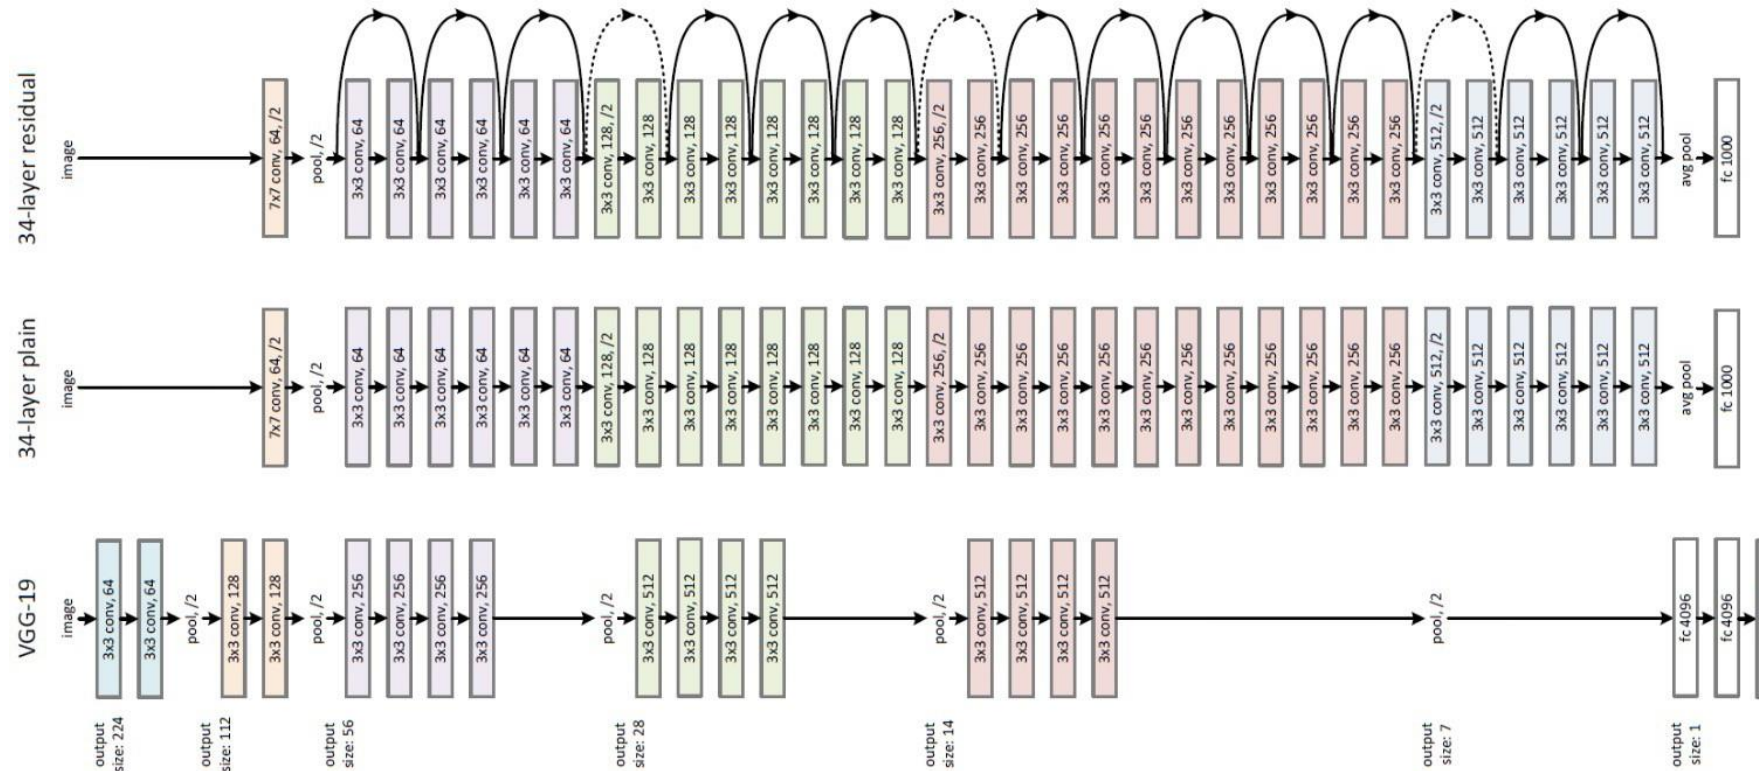 34-layer residual
image
7x7 conv, 64, /2
pool, /2
3x3 conv, 64
3x3 conv, 64
3x3 conv, 64
3x3 conv, 64
3x3 conv, 64
3x3 conv, 64
3x3 conv, 128, /2
3x3 conv, 128
3x3 conv, 128
3x3 conv, 128
3x3 conv, 128
3x3 conv, 128
3x3 conv, 128
3x3 conv, 128
3x3 conv, 256, /2
3x3 conv, 256
3x3 conv, 256
3x3 conv, 256
3x3 conv, 256
3x3 conv, 256
3x3 conv, 256
3x3 conv, 256
3x3 conv, 256
3x3 conv, 256
3x3 conv, 256
3x3 conv, 256
3x3 conv, 512, /2
3x3 conv, 512
3x3 conv, 512
3x3 conv, 512
3x3 conv, 512
3x3 conv, 512
avg pool
fc 1000
34-layer plain
image
7x7 conv, 64, /2
pool, /2
3x3 conv, 64
3x3 conv, 64
3x3 conv, 64
3x3 conv, 64
3x3 conv, 64
3x3 conv, 64
3x3 conv, 128, /2
3x3 conv, 128
3x3 conv, 128
3x3 conv, 128
3x3 conv, 128
3x3 conv, 128
3x3 conv, 128
3x3 conv, 128
3x3 conv, 256, /2
3x3 conv, 256
3x3 conv, 256
3x3 conv, 256
3x3 conv, 256
3x3 conv, 256
3x3 conv, 256
3x3 conv, 256
3x3 conv, 256
3x3 conv, 256
3x3 conv, 256
3x3 conv, 256
3x3 conv, 512, /2
3x3 conv, 512
3x3 conv, 512
3x3 conv, 512
3x3 conv, 512
3x3 conv, 512
avg pool
fc 1000
VGG-19
image
3x3 conv, 64
3x3 conv, 64
pool, /2
3x3 conv, 128
3x3 conv, 128
pool, /2
3x3 conv, 256
3x3 conv, 256
3x3 conv, 256
3x3 conv, 256
pool, /2
3x3 conv, 512
3x3 conv, 512
3x3 conv, 512
3x3 conv, 512
pool, /2
3x3 conv, 512
3x3 conv, 512
3x3 conv, 512
3x3 conv, 512
pool, /2
fc 4096
fc 4096
output
size: 224
output
size: 112
output
size: 56
output
size: 28
output
size: 14
output
size: 7
output
size: 1